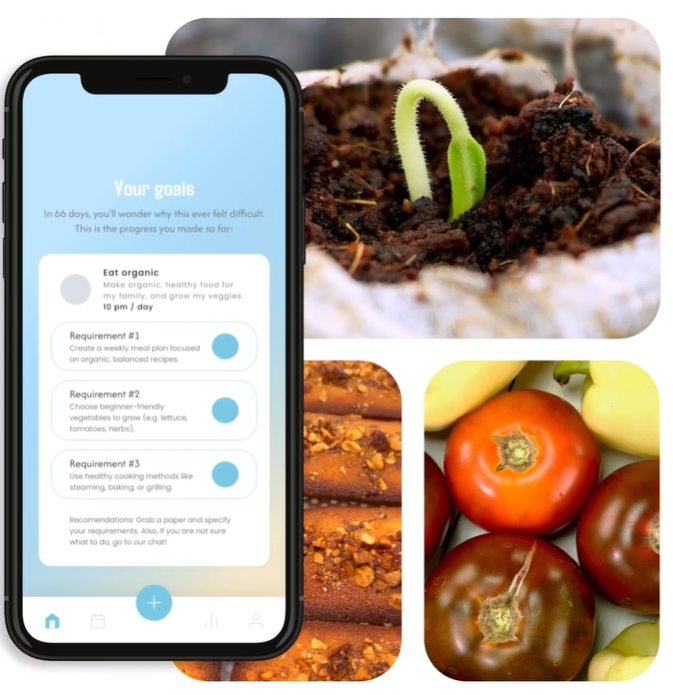 Your goals
In 66 days, you'll wonder why this ever felt difficult.
This is the progress you made so far:
Eat organic
Make organic, healthy food for
my family, and grow my veggies.
10 pm / day
Requirement #1
Create a weekly meal plan focused
on organic, balanced recipes.
Requirement #2
Choose beginner-friendly
vegetables to grow (e.g. lettuce,
tomatoes, herbs).
Requirement #3
Use healthy cooking methods like
steaming, baking, or grilling.
Recomendations: Grab a paper and specify
your requirements. Also, if you are not sure
what to do, go to our chat!